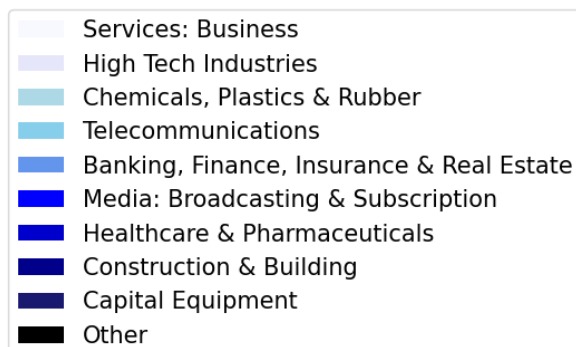 Services: Business
High Tech Industries
Chemicals, Plastics & Rubber
Telecommunications
Banking, Finance, Insurance & Real Estate
Media: Broadcasting & Subscription
Healthcare & Pharmaceuticals
Construction & Building
Capital Equipment
Other